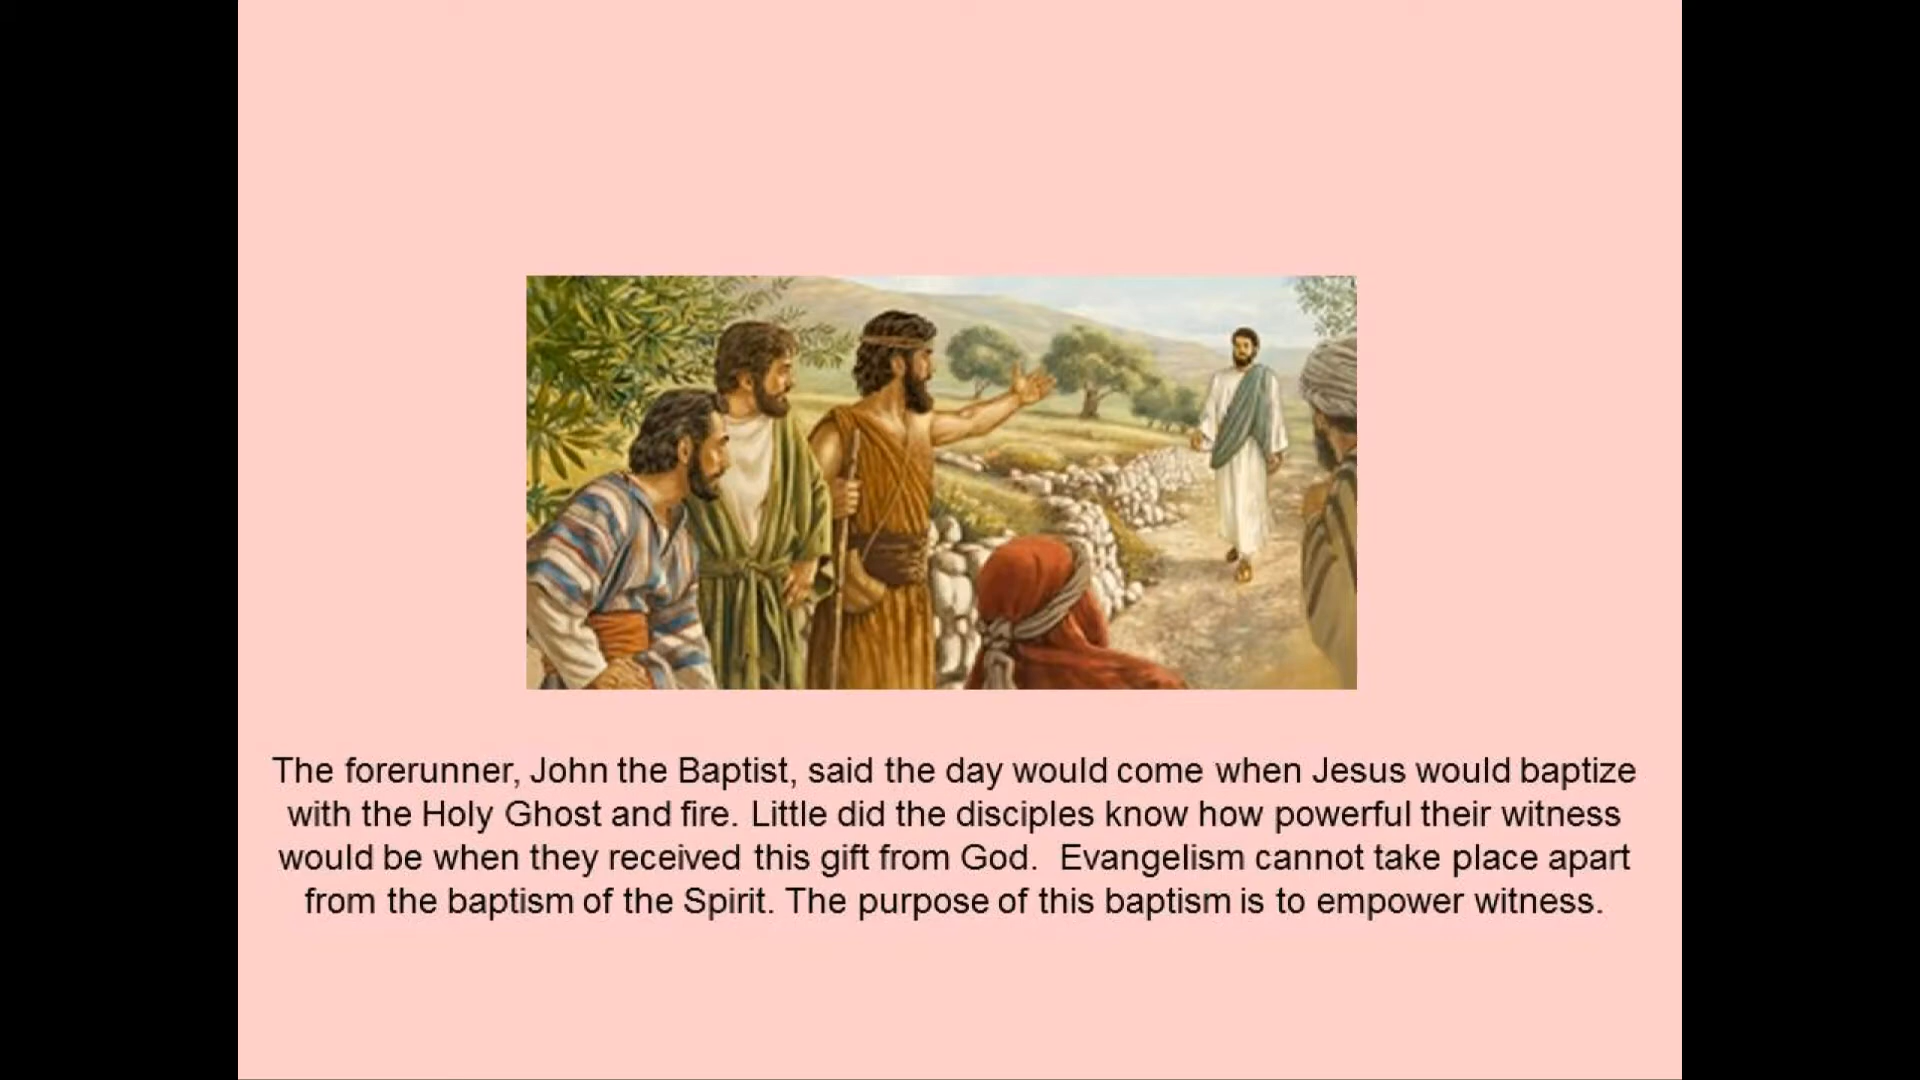 The forerunner, John the Baptist, said the day would come when Jesus would baptize
with the Holy Ghost and fire. Little did the disciples know how powerful their witness
would be when they received this gift from God.  Evangelism cannot take place apart
from the baptism of the Spirit. The purpose of this baptism is to empower witness.